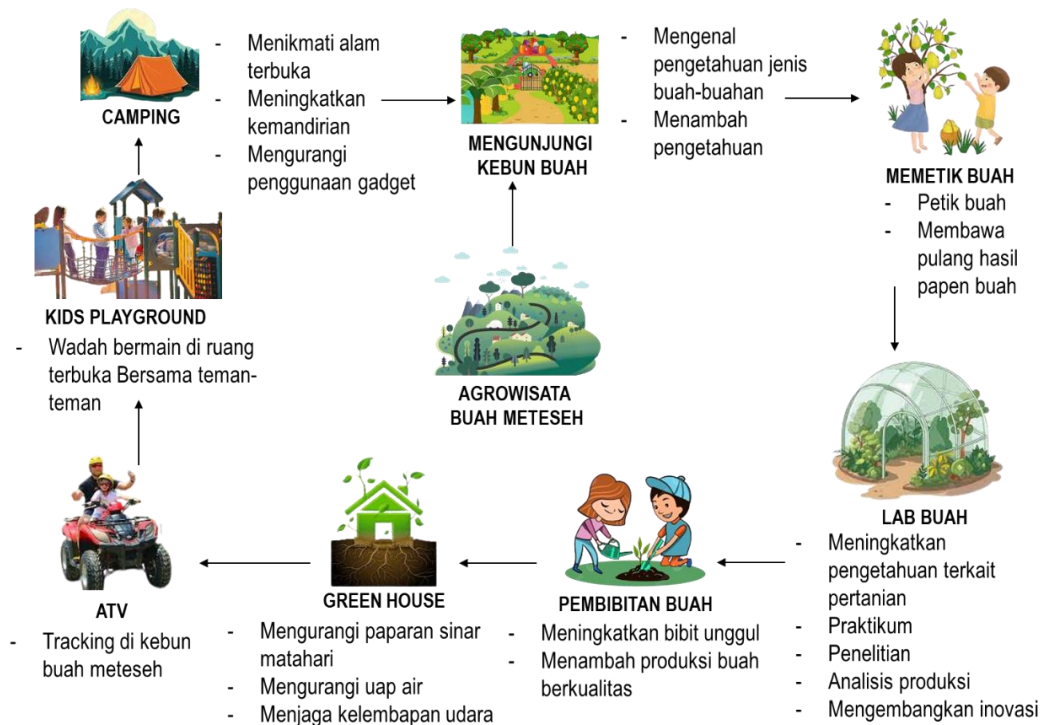 CAMPING
- Menikmati alam
terbuka
- Meningkatkan
kemandirian
- Mengurangi
penggunaan gadget
MENGUNJUNGI
KEBUN BUAH
- Mengenal
pengetahuan jenis
buah-buahan
- Menambah
pengetahuan
MEMETIK BUAH
- Petik buah
- Membawa
pulang hasil
papen buah
KIDS PLAYGROUND
- Wadah bermain di ruang
terbuka Bersama teman-
teman
AGROWISATA
BUAH METESEH
LAB BUAH
- Meningkatkan
pengetahuan terkait
pertanian
- Praktikum
- Penelitian
- Analisis produksi
- Mengembangkan inovasi
PEMBIBITAN BUAH
- Meningkatkan bibit unggul
- Menambah produksi buah
berkualitas
GREEN HOUSE
- Mengurangi paparan sinar
matahari
- Mengurangi uap air
- Menjaga kelembapan udara
ATV
- Tracking di kebun
buah meteseh